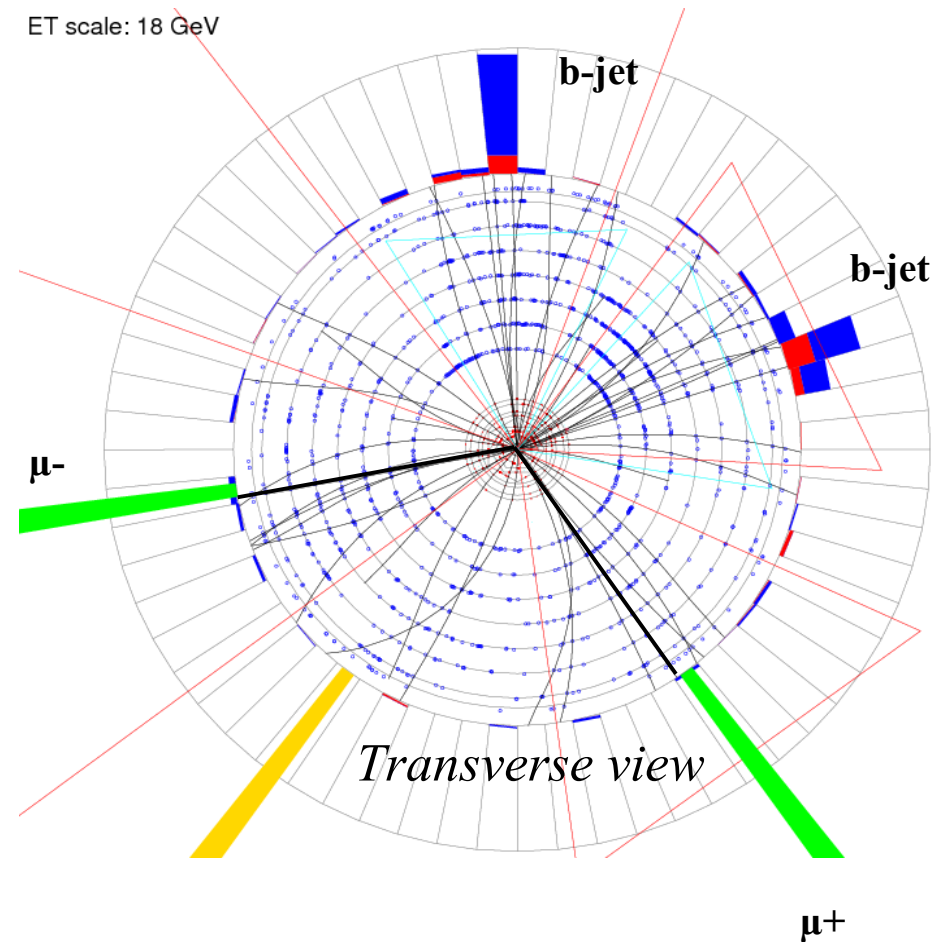 ET scale: 18 GeV
b-jet
b-jet
μ-
Transverse view
μ+